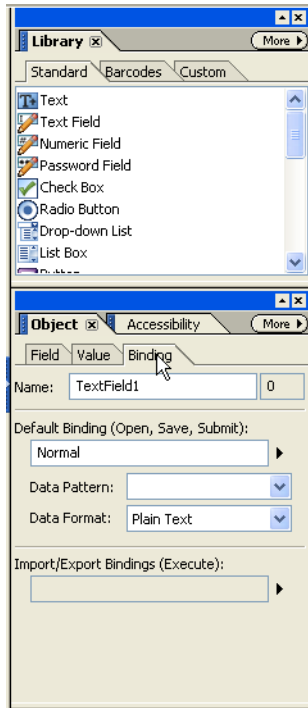 Library More
Standard Barcodes Custom
Text
Text Field
Numeric Field
Password Field
Check Box
Radio Button
Drop-down List
List Box
Button
Object Accessibility More
Field Value Binding
Name: TextField1 0
Default Binding (Open, Save, Submit):
Normal
Data Pattern:
Data Format: Plain Text
Import/Export Bindings (Execute):